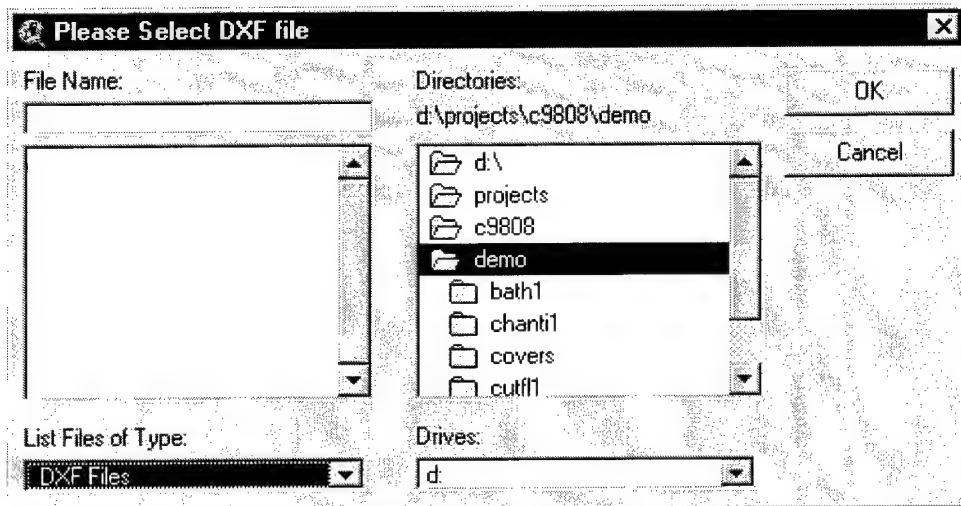 Please Select DXF file
File Name:
Directories:
d:\projects\c9808\demo
OK
Cancel
d:\
projects
c9808
demo
bath1
chanti1
covers
cutfl1
List Files of Type:
DXF Files
Drives:
d: